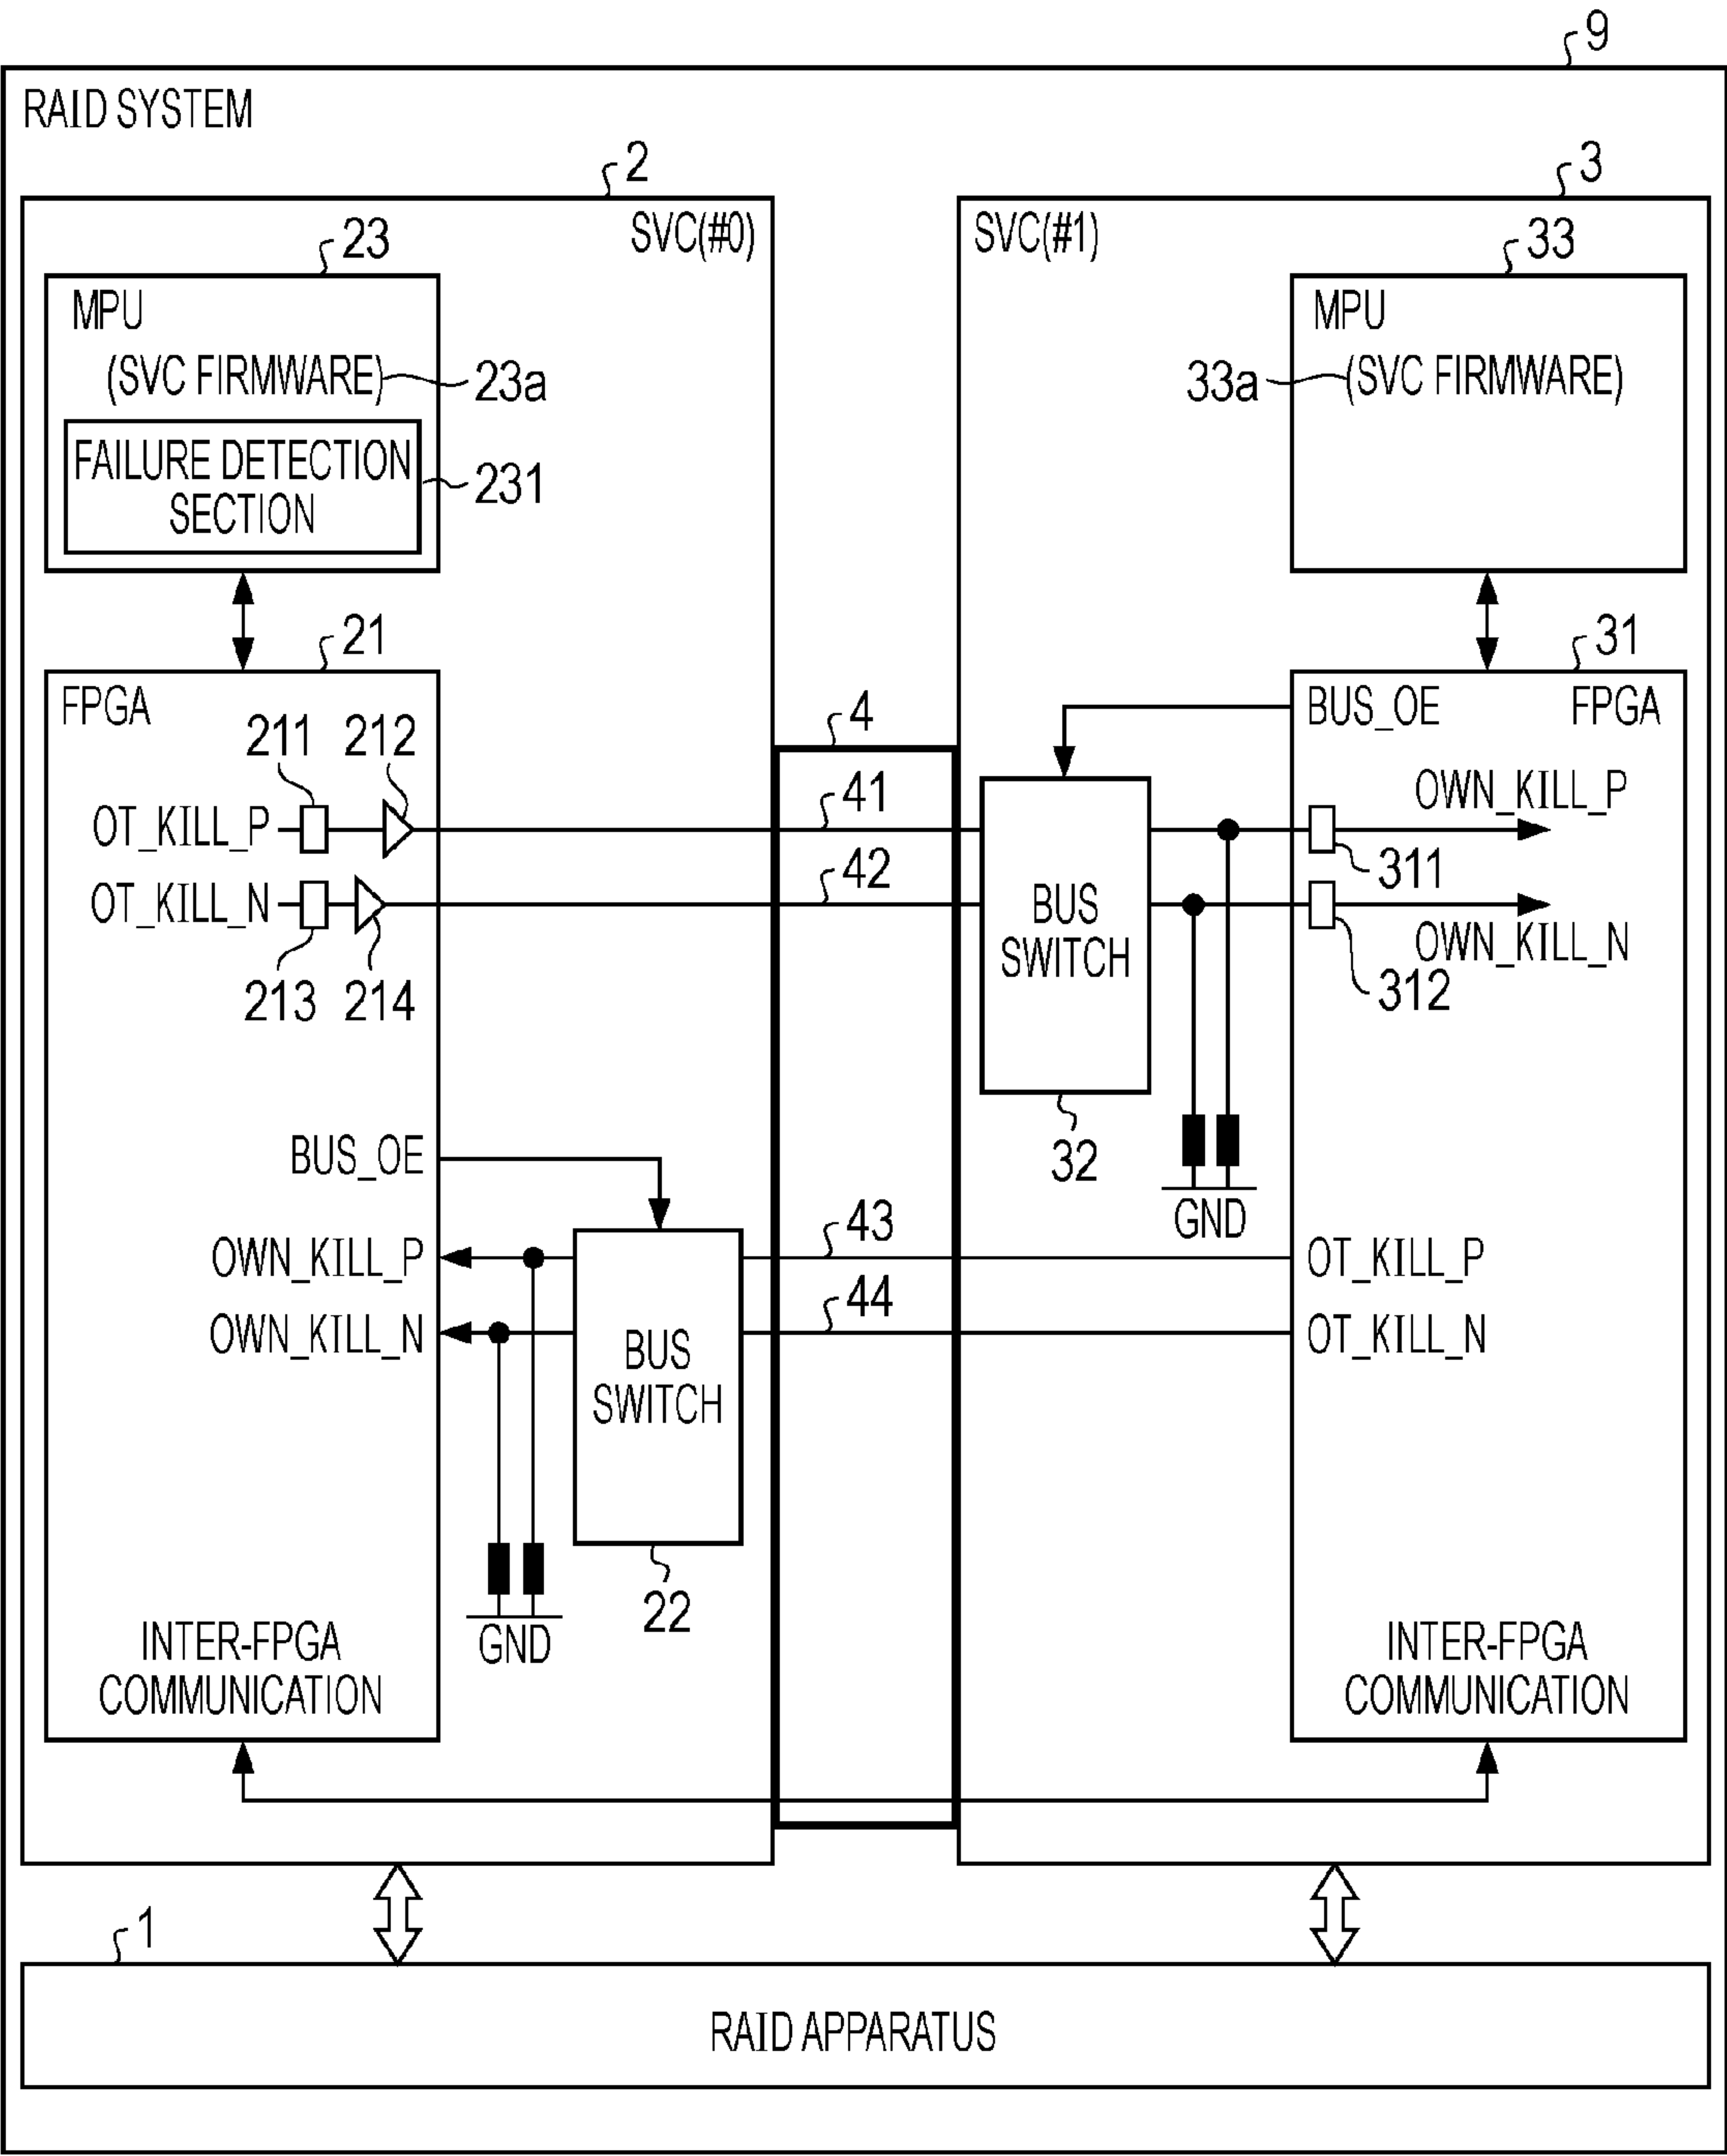 9
RAID SYSTEM
2
3
SVC(#0)
SVC(#1)
23
33
MPU
(SVC FIRMWARE)
23a
FAILURE DETECTION
SECTION
231
MPU
33a
(SVC FIRMWARE)
21
31
FPGA
BUS_OE
FPGA
211
212
4
41
OT_KILL_P
OWN_KILL_P
311
42
OT_KILL_N
OWN_KILL_N
312
213
214
BUS
SWITCH
32
GND
BUS_OE
43
OWN_KILL_P
OT_KILL_P
44
OWN_KILL_N
OT_KILL_N
BUS
SWITCH
22
GND
INTER-FPGA
COMMUNICATION
INTER-FPGA
COMMUNICATION
1
RAID APPARATUS